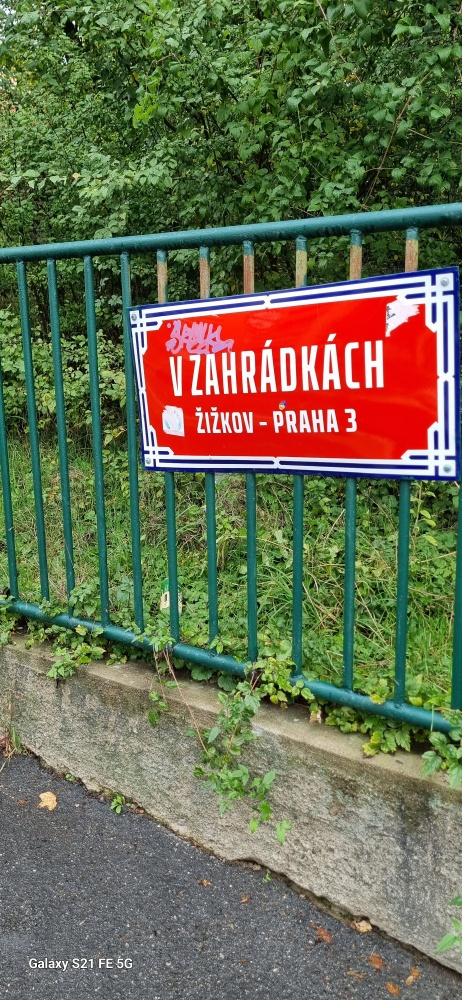 V ZAHRÁDKÁCH
ŽIŽKOV - PRAHA 3
Galaxy S21 FE 5G